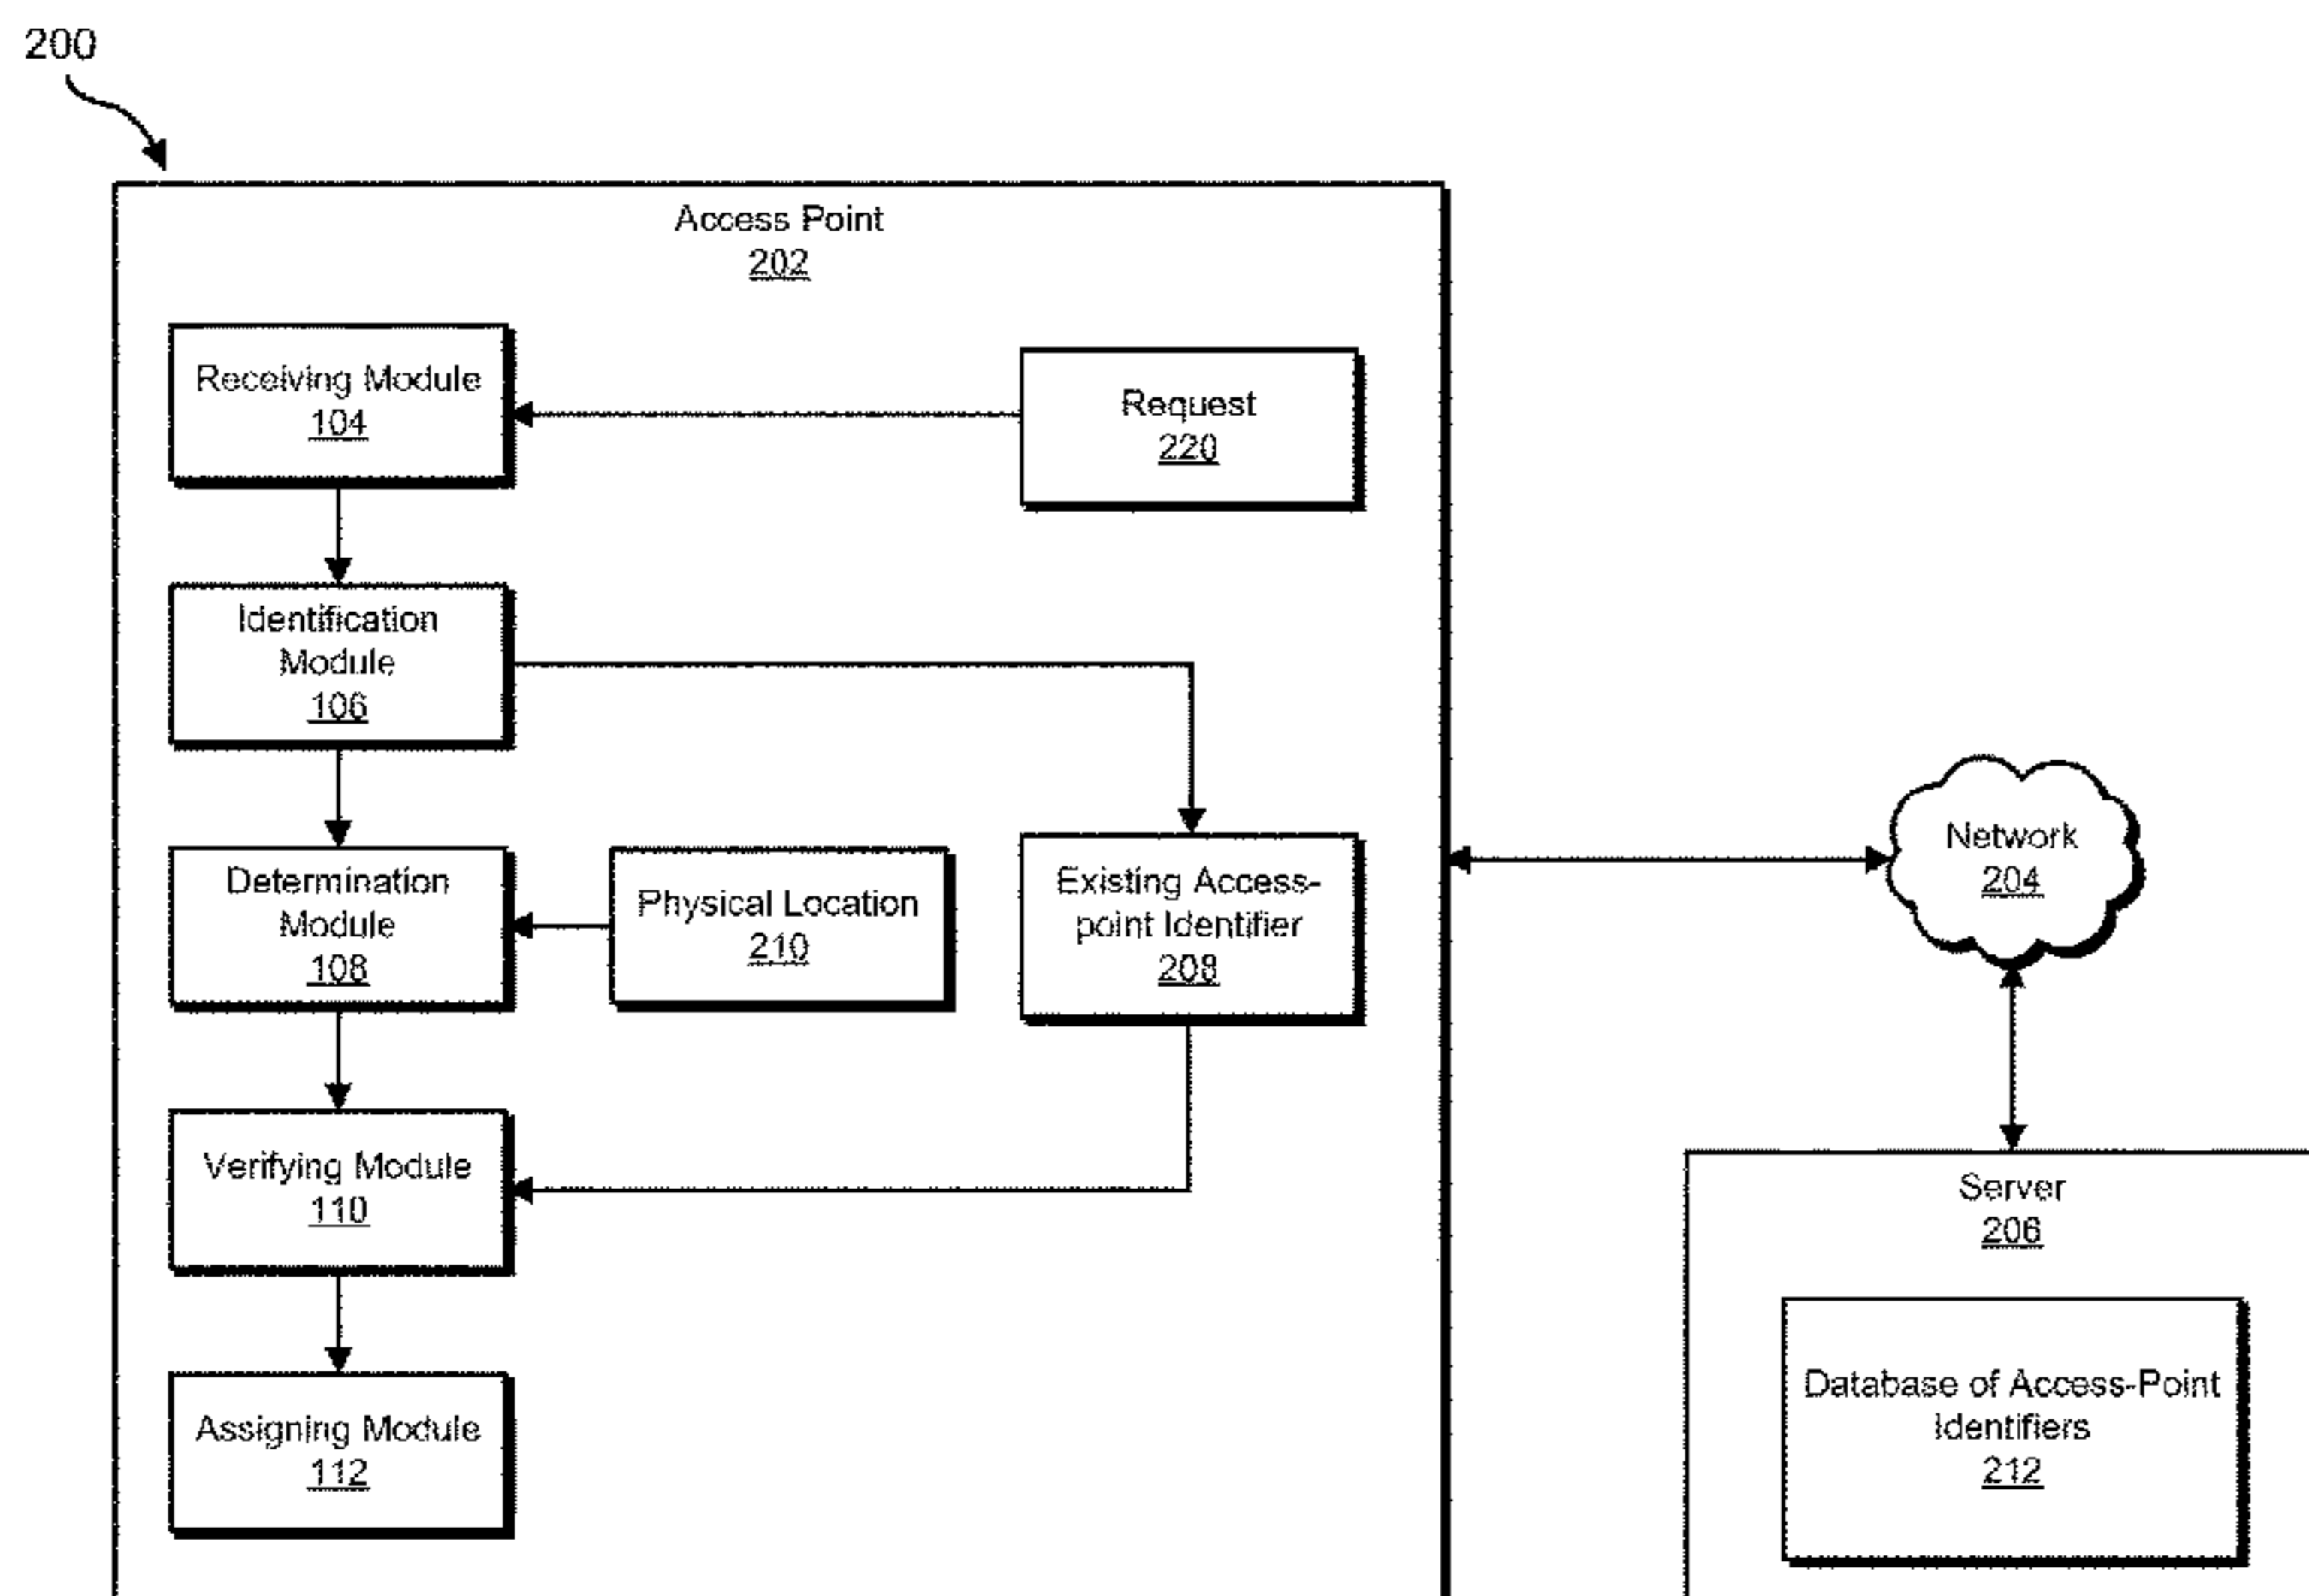 200
Access Point
202
Receiving Module
104
Request
220
Identification
Module
106
Determination
Module
108
Physical Location
210
Existing Access-
point Identifier
208
Network
204
Verifying Module
110
Server
206
Assigning Module
112
Database of Access-Point
Identifiers
212